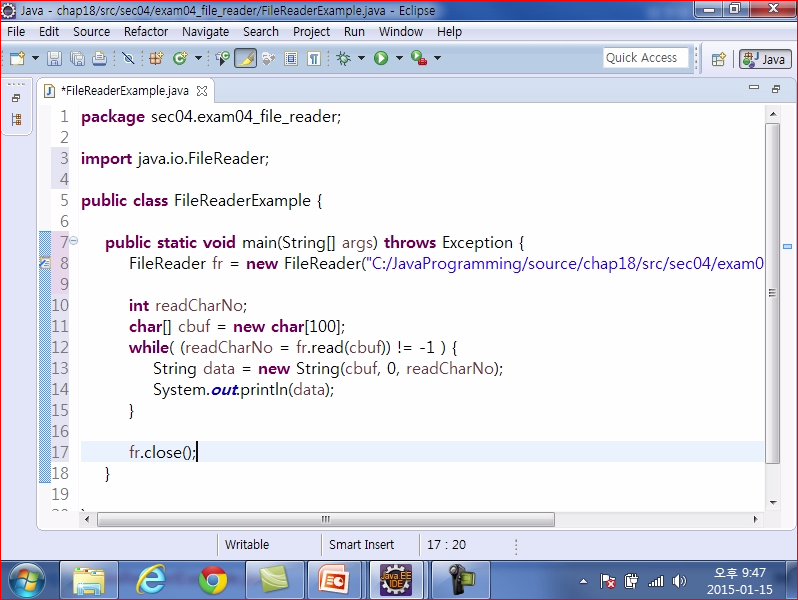 Java - chap18/src/sec04/exam04_file_reader/FileReaderExample.java - Eclipse
File Edit Source Refactor Navigate Search Project Run Window Help
Quick Access
Java
*FileReaderExample.java
1 package sec04.exam04_file_reader;
2
3 import java.io.FileReader;
4
5 public class FileReaderExample {
6
7 public static void main(String[] args) throws Exception {
8 FileReader fr = new FileReader("C:/JavaProgramming/source/chap18/src/sec04/exam0
9
10 int readCharNo;
11 char[] cbuf = new char[100];
12 while( (readCharNo = fr.read(cbuf)) != -1 ) {
13 String data = new String(cbuf, 0, readCharNo);
14 System.out.println(data);
15 }
16
17 fr.close();
18 }
19
Writable Smart Insert 17 : 20
Java EE
IDE
오후 9:47
2015-01-15